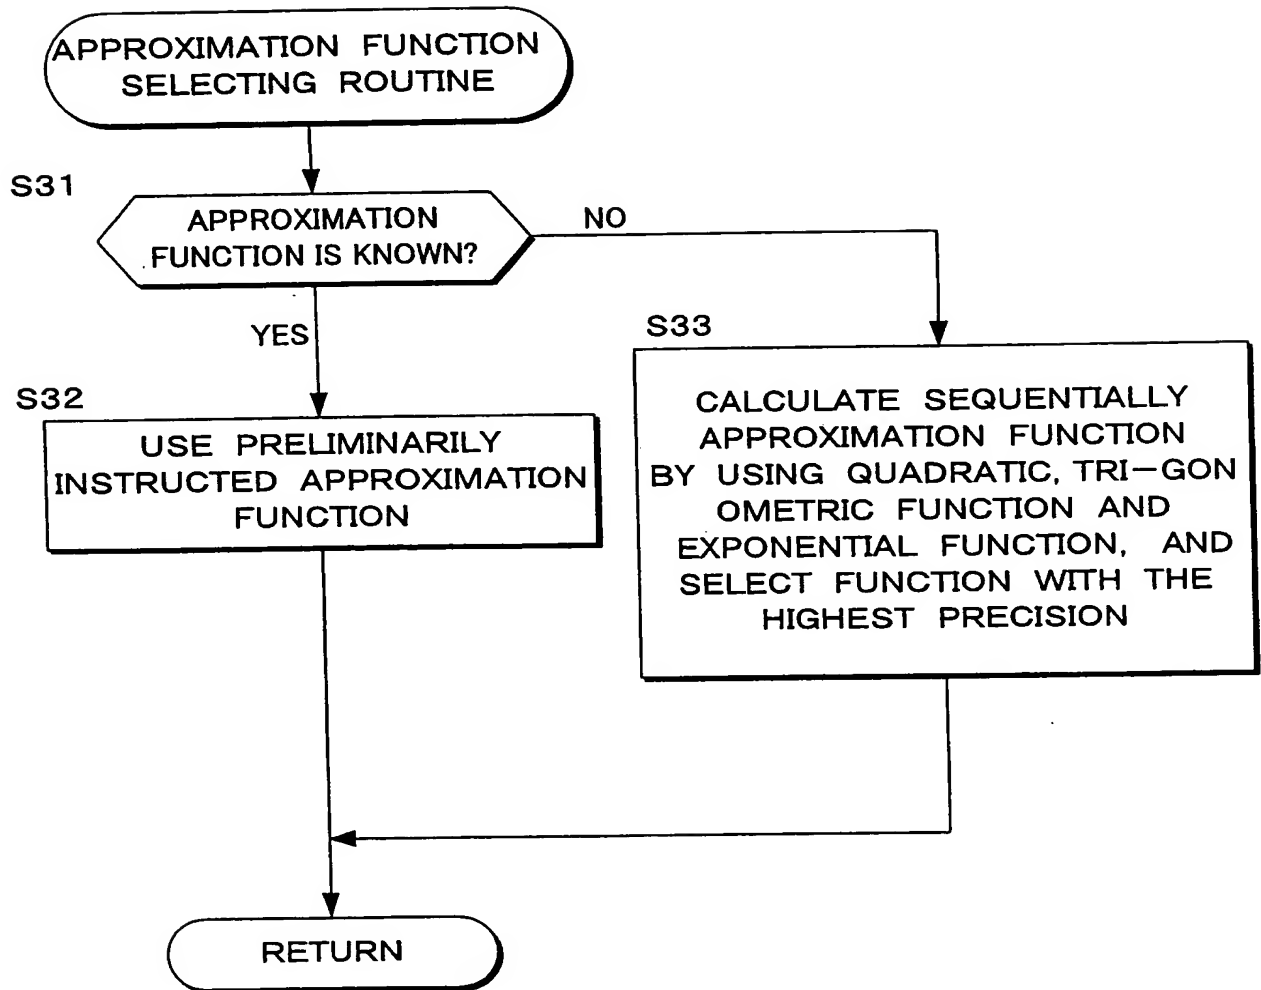 APPROXIMATION FUNCTION
SELECTING ROUTINE
S31
APPROXIMATION
FUNCTION IS KNOWN?
NO
YES
S32
USE PRELIMINARILY
INSTRUCTED APPROXIMATION
FUNCTION
S33
CALCULATE SEQUENTIALLY
APPROXIMATION FUNCTION
BY USING QUADRATIC, TRI-GON
OMETRIC FUNCTION AND
EXPONENTIAL FUNCTION, AND
SELECT FUNCTION WITH THE
HIGHEST PRECISION
RETURN